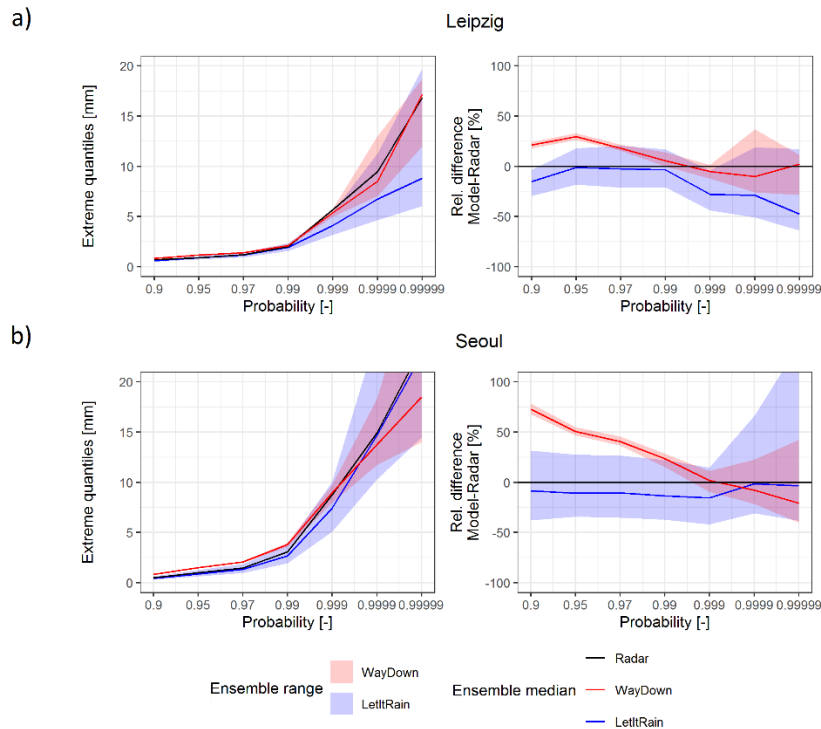 a)
Leipzig
Extreme quantiles [mm]
20
15
10
5
0
0.9 0.95 0.97 0.99 0.999 0.9999 0.99999
Probability [-]
Rel. difference
Model-Radar [%]
100
50
0
-50
-100
0.9 0.95 0.97 0.99 0.999 0.9999 0.99999
Probability [-]
b)
Seoul
Extreme quantiles [mm]
20
15
10
5
0
0.9 0.95 0.97 0.99 0.999 0.9999 0.99999
Probability [-]
Rel. difference
Model-Radar [%]
100
50
0
-50
-100
0.9 0.95 0.97 0.99 0.999 0.9999 0.99999
Probability [-]
Ensemble range
WayDown
LetItRain
Ensemble median
Radar
WayDown
LetItRain